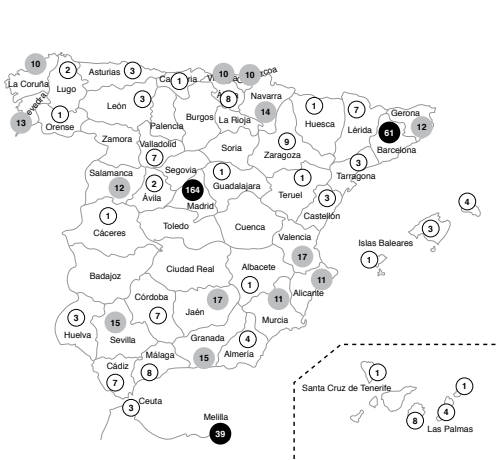 10
2
Asturias 3
10
10
La Coruña
Lugo
1
8
Navarra
León
3
1
7
Gerona
13
1
Orense
Burgos
La Rioja
14
Huesca
Lérida
61
12
Palencia
Zamora
Valladolid
Soria
9
Barcelona
7
Zaragoza
3
Salamanca
Segovia
1
Tarragona
12
2
164
Guadalajara
1
Teruel
Ávila
Madrid
3
4
1
Castellón
Cáceres
Toledo
Cuenca
Valencia
3
Islas Baleares
17
1
Badajoz
Ciudad Real
Albacete
11
1
Alicante
Córdoba
17
11
3
15
7
Jaén
Murcia
Huelva
Sevilla
Granada
4
Málaga
15
Almería
Cádiz
8
7
1
Santa Cruz de Tenerife
1
3
Ceuta
4
Melilla
8
Las Palmas
39